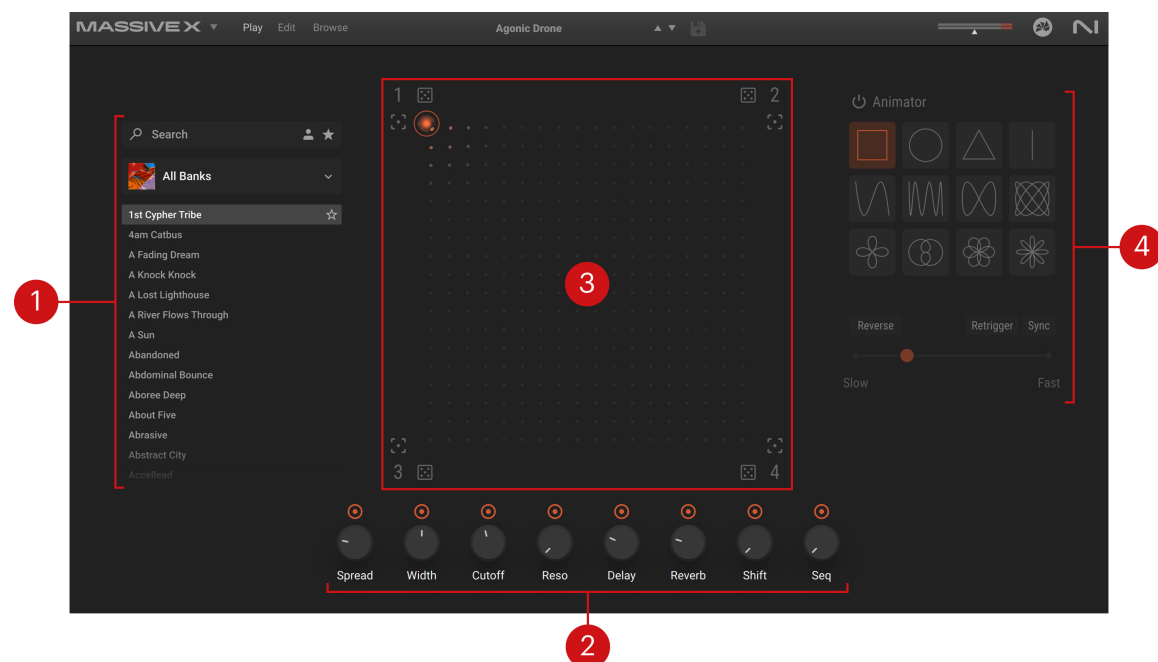 MASSIVE X Play Edit Browse Agonic Drone
1 2
Animator
Search
All Banks
1st Cypher Tribe
4am Catbus
A Fading Dream
A Knock Knock
A Lost Lighthouse
A River Flows Through
A Sun
Abandoned
Abdominal Bounce
Aboree Deep
About Five
Abrasive
Abstract City
Accellead
1
3
4
Reverse Retrigger Sync
Slow Fast
3 4
Spread Width Cutoff Reso Delay Reverb Shift Seq
2